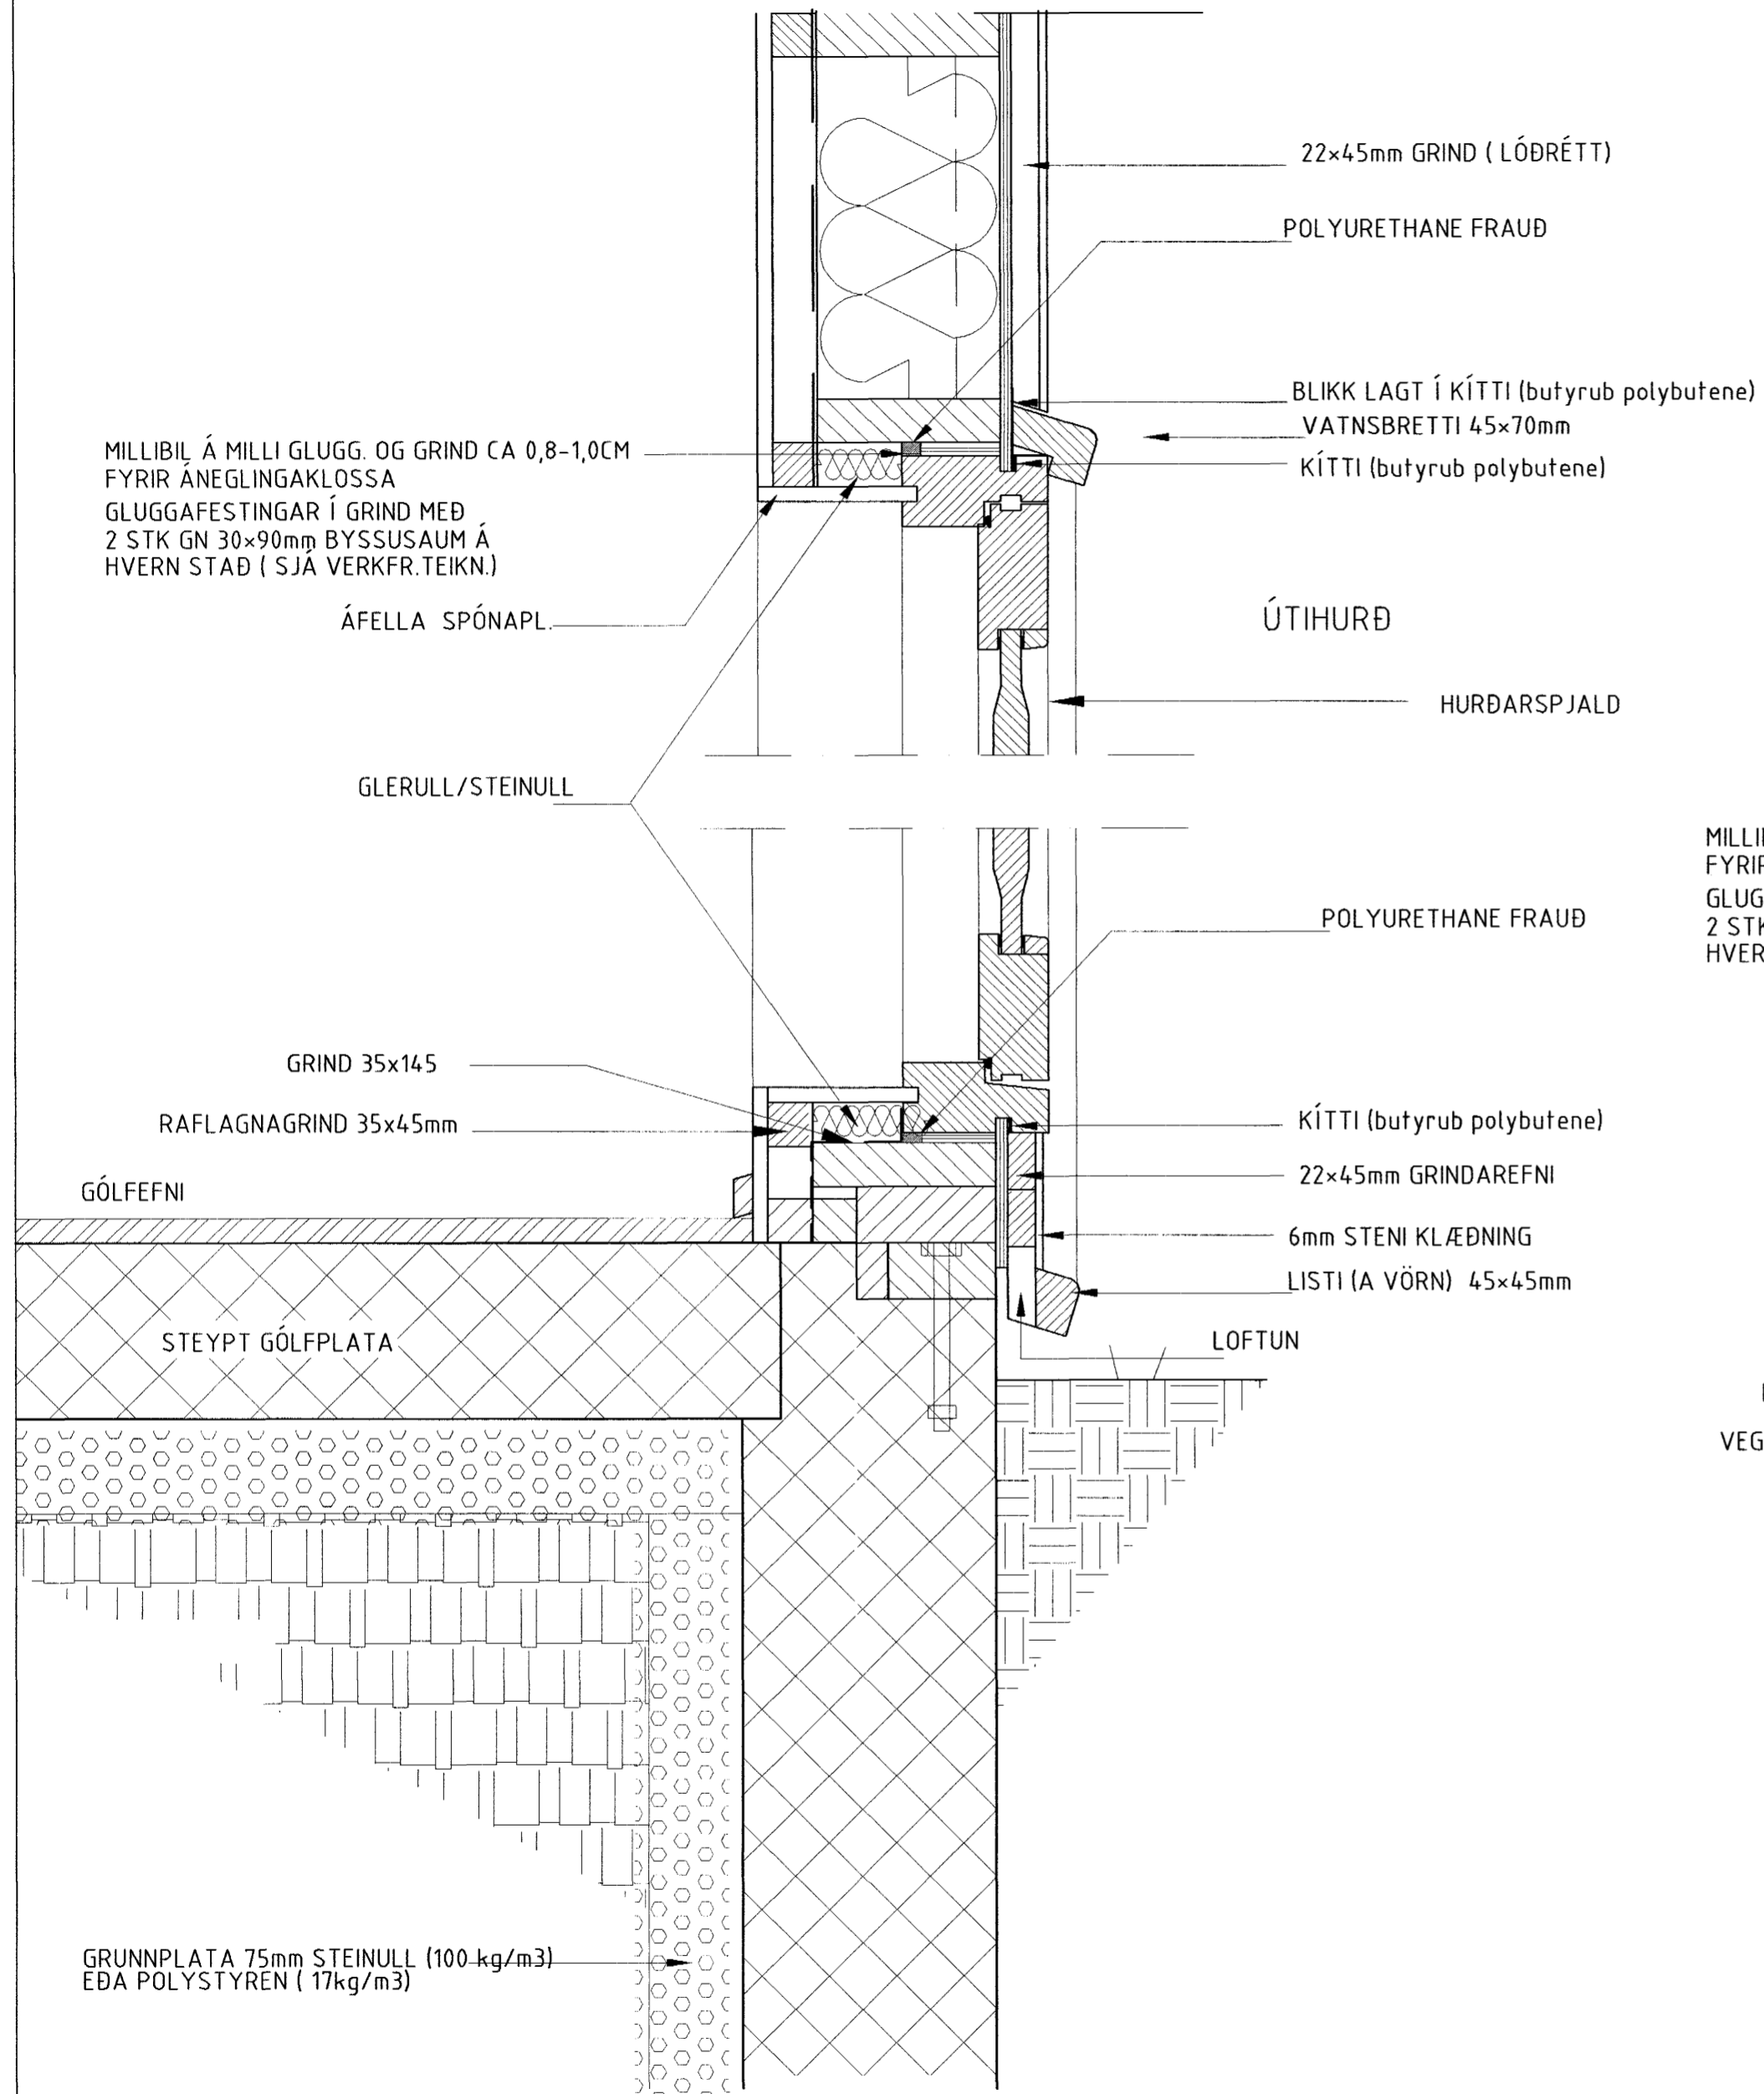 22×45mm GRIND ( LÓÐRÉTT)
POLYURETHANE FRAUÐ
BLIKK LAGT Í KÍTTI (butyrub polybutene)
VATNSBRETTI 45×70mm
KÍTTI (butyrub polybutene)
MILLIBIL Á MILLI GLUGG. OG GRIND CA 0,8-1,0CM
FYRIR ÁNEGLINGAKLOSSA
GLUGGAFESTINGAR Í GRIND MEÐ
2 STK GN 30×90mm BYSSUSAUM Á
HVERN STAÐ ( SJÁ VERKFR.TEIKN.)
ÁFELLA SPÓNAPL.
ÚTIHURÐ
HURÐARSPJALD
GLERULL/STEINULL
POLYURETHANE FRAUÐ
GRIND 35x145
RAFLAGNAGRIND 35x45mm
KÍTTI (butyrub polybutene)
22×45mm GRINDAREFNI
GÓLFEFNI
6mm STENI KLÆÐNING
LISTI (A VÖRN) 45×45mm
STEYPT GÓLFPLATA
LOFTUN
GRUNNPLATA 75mm STEINULL (100 kg/m3)
EÐA POLYSTYREN ( 17kg/m3)
2 STK
VEG